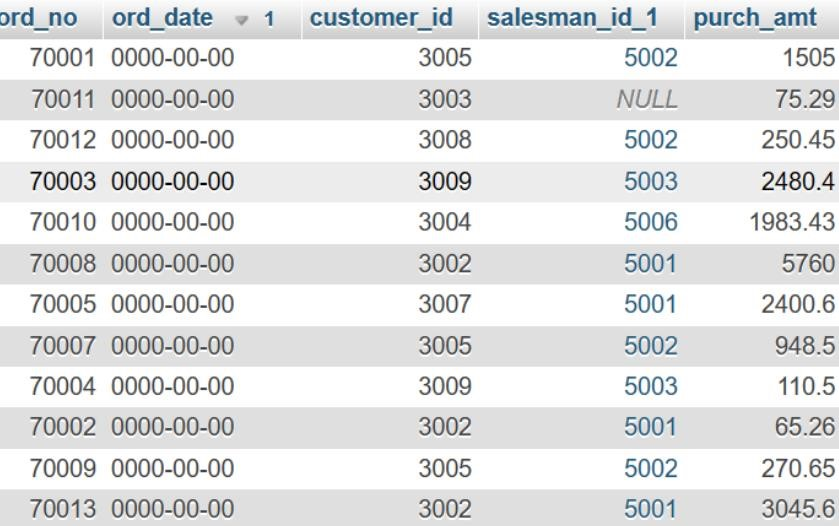 ord_no ord_date 1 customer_id salesman_id_1 purch_amt
70001 0000-00-00 3005 5002 1505
70011 0000-00-00 3003 NULL 75.29
70012 0000-00-00 3008 5002 250.45
70003 0000-00-00 3009 5003 2480.4
70010 0000-00-00 3004 5006 1983.43
70008 0000-00-00 3002 5001 5760
70005 0000-00-00 3007 5001 2400.6
70007 0000-00-00 3005 5002 948.5
70004 0000-00-00 3009 5003 110.5
70002 0000-00-00 3002 5001 65.26
70009 0000-00-00 3005 5002 270.65
70013 0000-00-00 3002 5001 3045.6